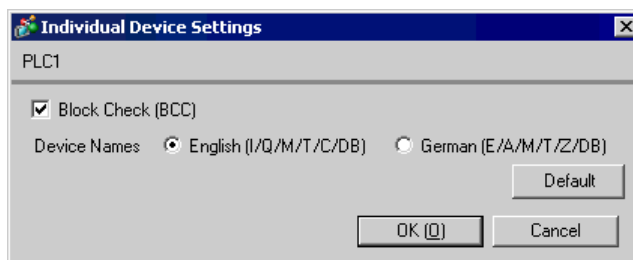 Individual Device Settings
PLC1
Block Check (BCC)
Device Names English (I/Q/M/T/C/DB) German (E/A/M/T/Z/DB)
Default
OK (O) Cancel